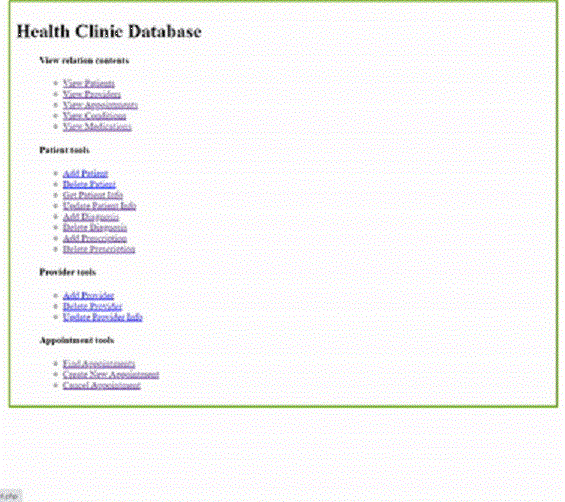 Health Clinic Database
View relation contents
View Patients
View Providers
View Appointments
View Conditions
View Medications
Patient tools
Add Patient
Delete Patient
Get Patient Info
Update Patient Info
Add Diagnosis
Delete Diagnosis
Add Prescription
Delete Prescription
Provider tools
Add Provider
Delete Provider
Update Provider Info
Appointment tools
Find Appointments
Create New Appointment
Cancel Appointment